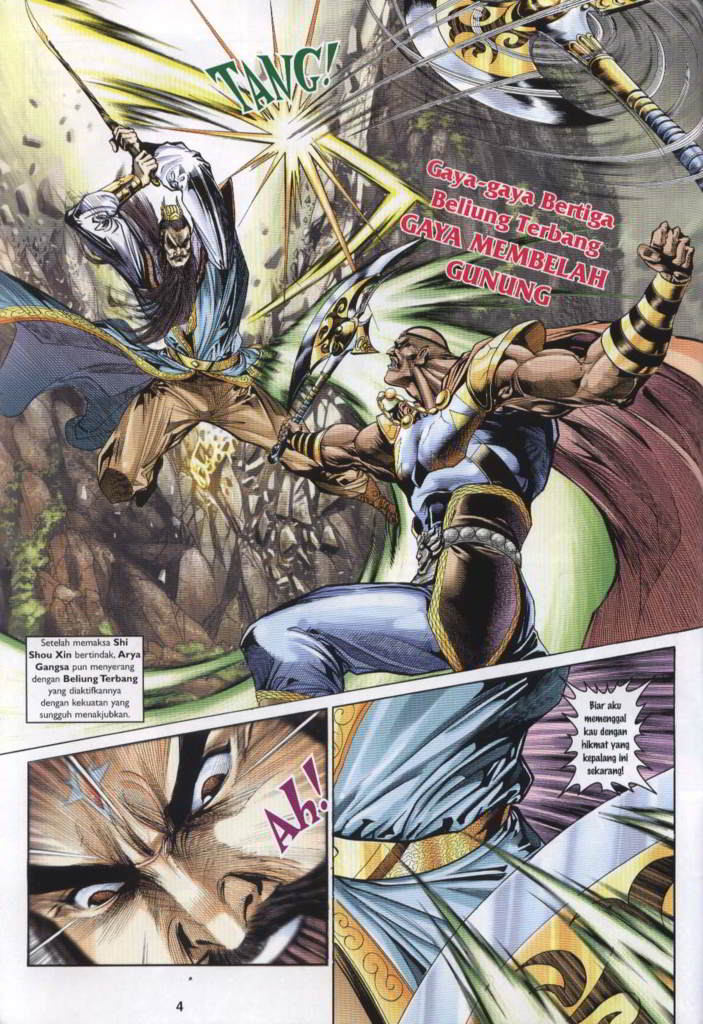 TANG!
Gaya-gaya Bertiga
Beliung Terbang
GAYA MEMBELAH
GUNUNG
Setelah memaksa Shi
Shou Xin bertindak, Arya
Gangsa pun menyerang
dengan Beliung Terbang
yang diaktifkannya
dengan kekuatan yang
sungguh menakjubkan.
Ah!
Biar aku
memenggal
kau dengan
hikmat yang
kepalang ini
sekarang!
4